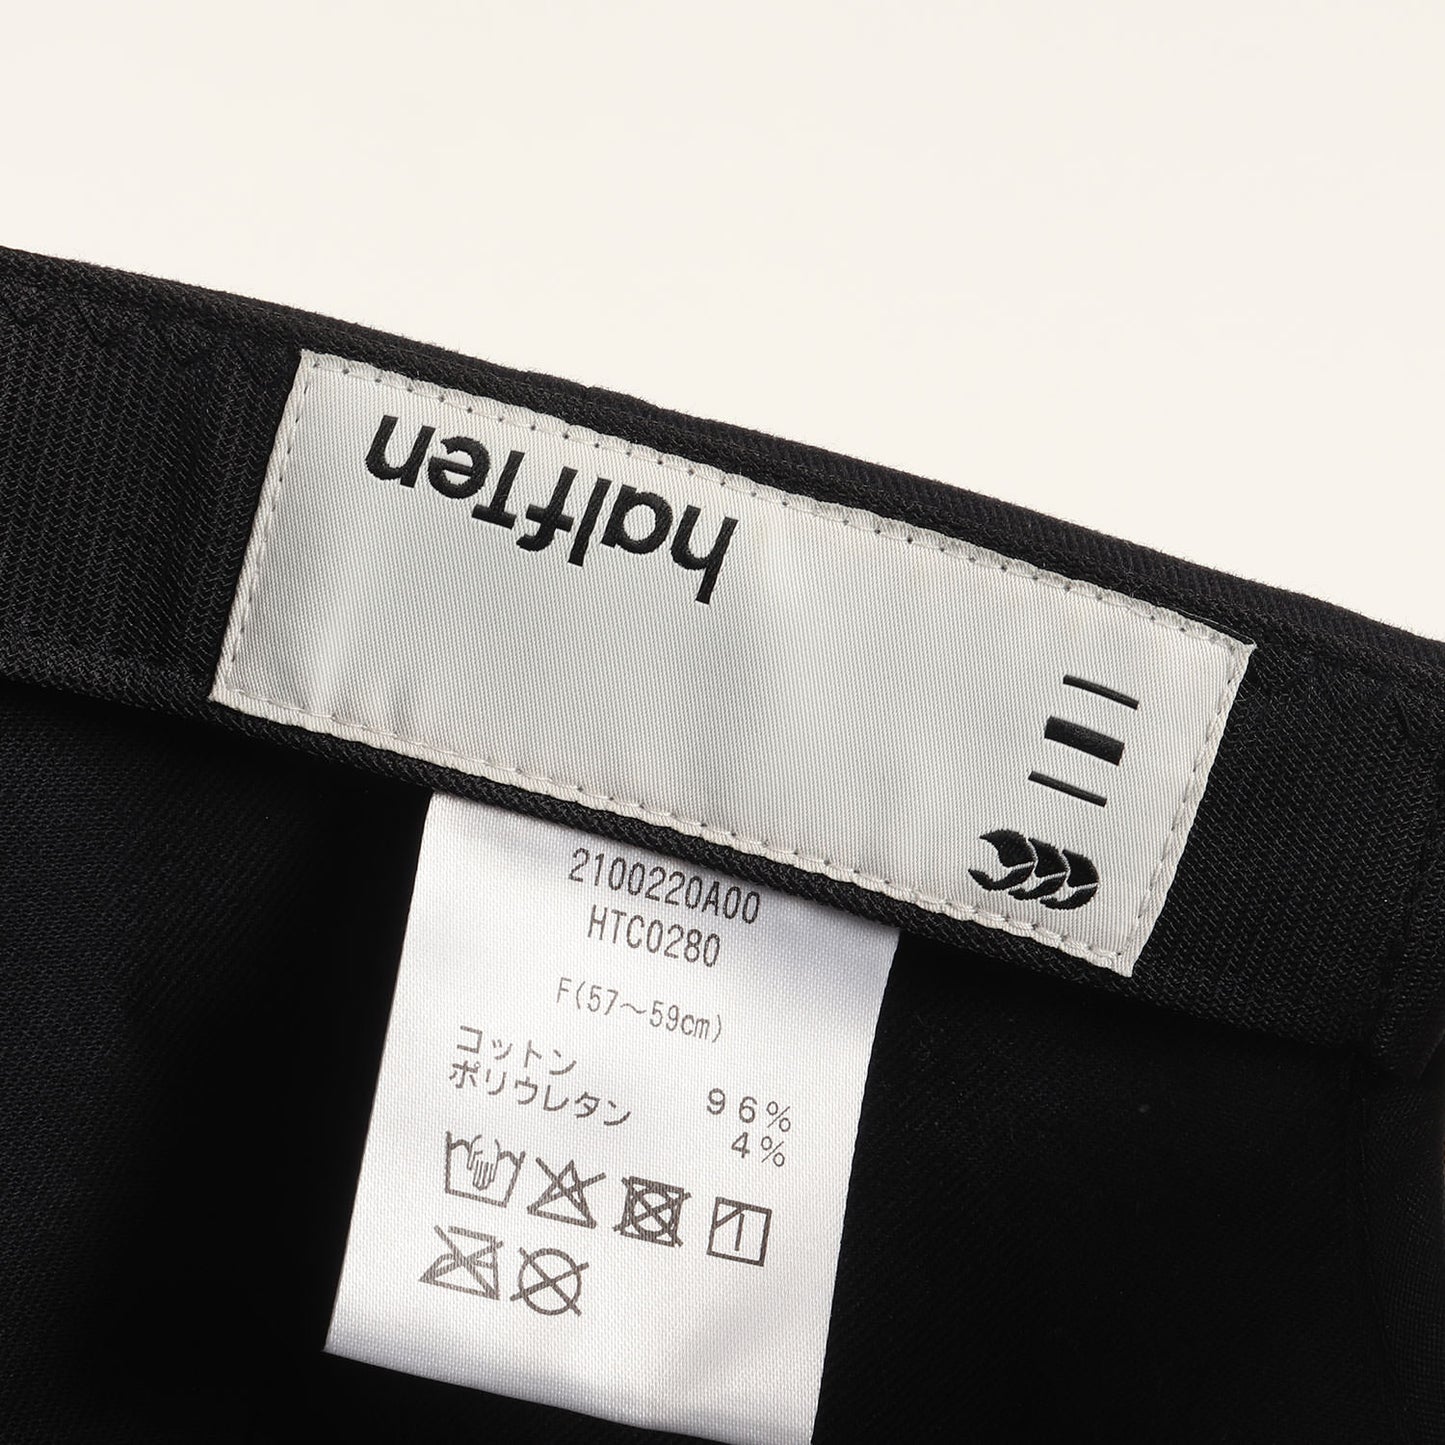 halfTen
2100220A00
HTC0280
F(57～59cm)
コットン 96%
ポリウレタン 4%